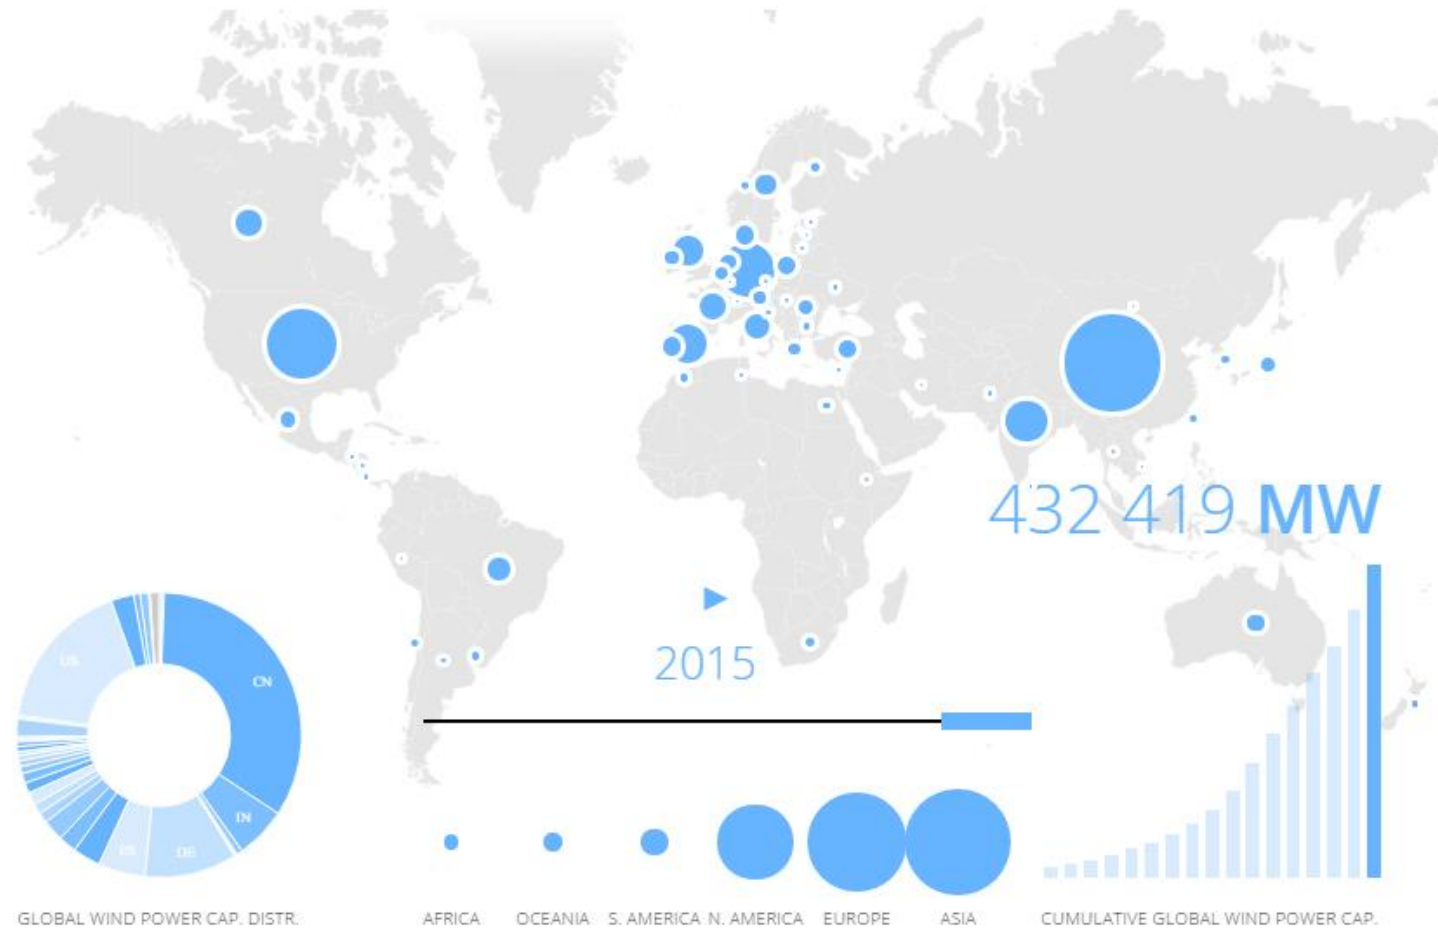 432 419 MW
2015
US
CN
IN
DE
ES
GLOBAL WIND POWER CAP. DISTR.
AFRICA
OCEANIA
S. AMERICA
N. AMERICA
EUROPE
ASIA
CUMULATIVE GLOBAL WIND POWER CAP.